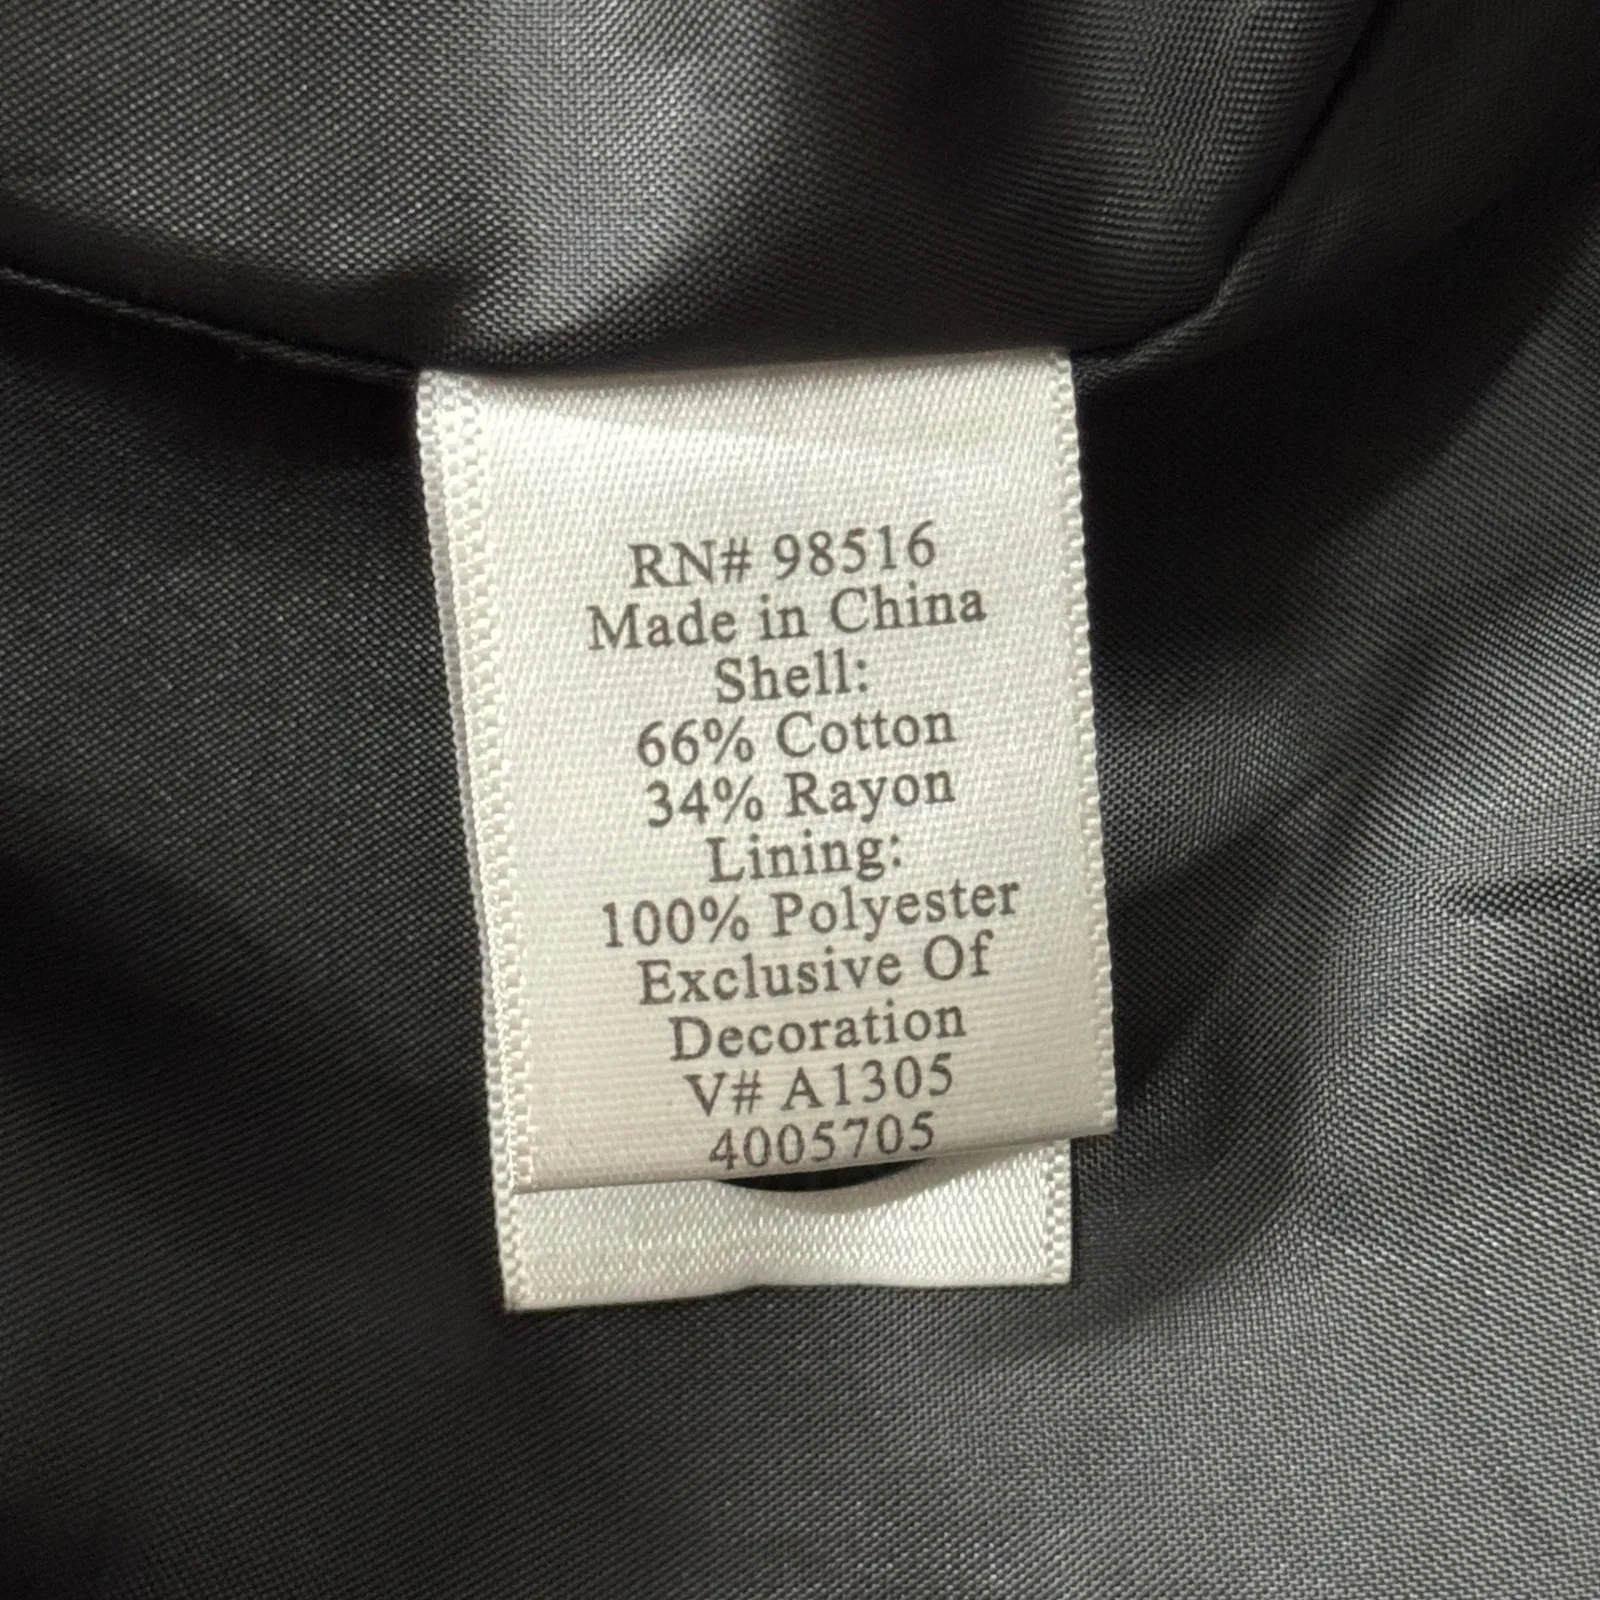 RN# 98516
Made in China
Shell:
66% Cotton
34% Rayon
Lining:
100% Polyester
Exclusive Of
Decoration
V# A1305
4005705